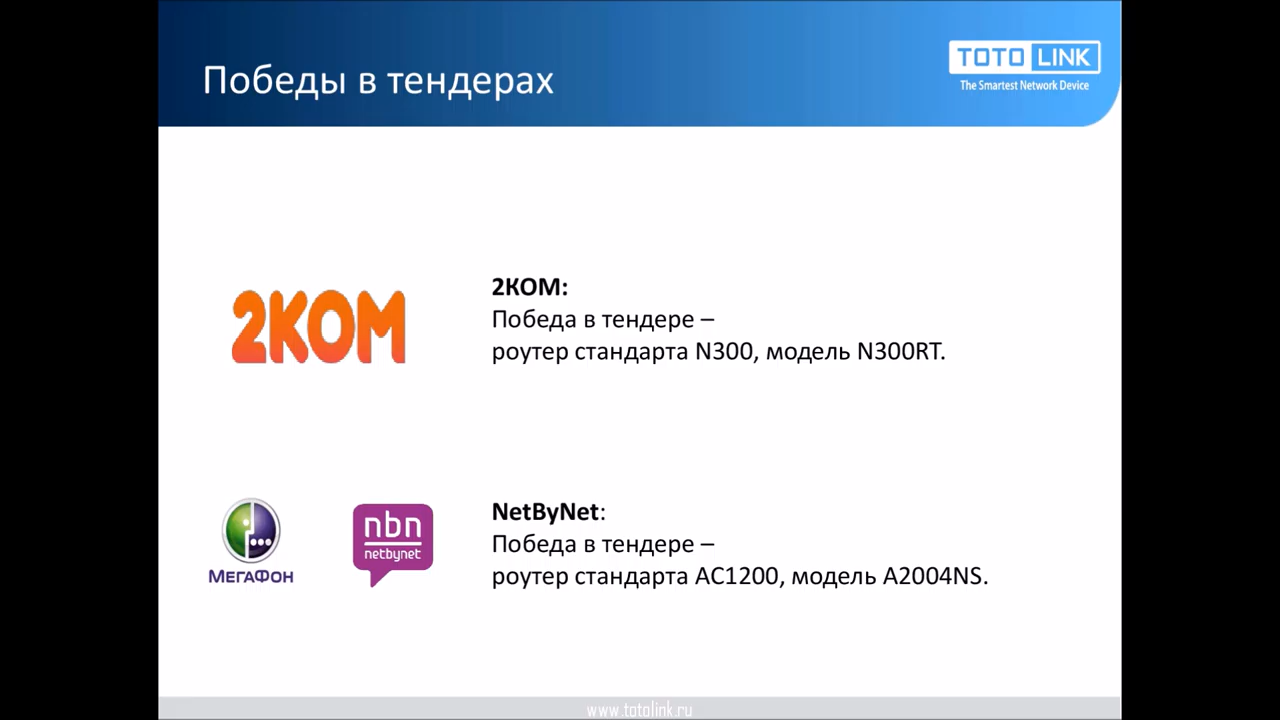 Победы в тендерах
TOTO LINK
The Smartest Network Device
2КОМ
2КОМ:
Победа в тендере –
роутер стандарта N300, модель N300RT.
МЕГАФОН
nbn
netbynet
NetByNet:
Победа в тендере –
роутер стандарта AC1200, модель A2004NS.
www.totolink.ru